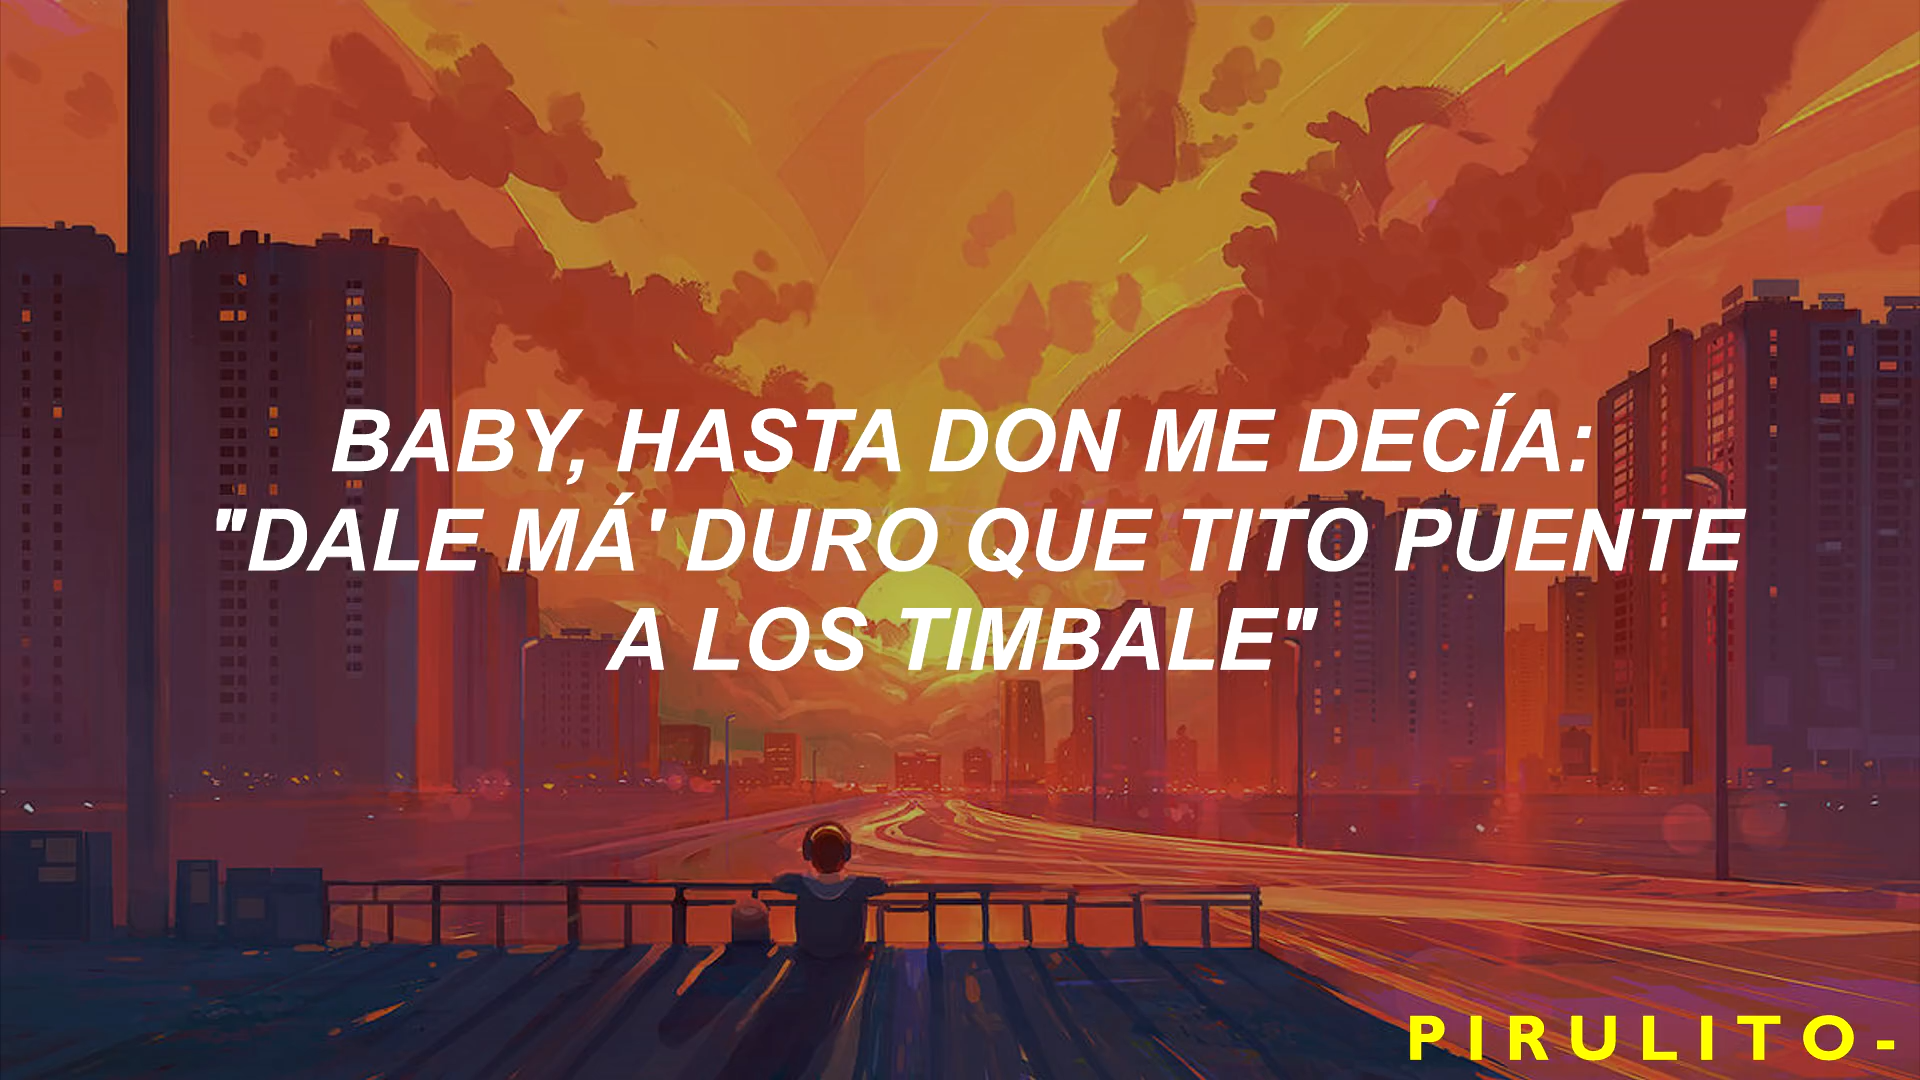 BABY, HASTA DON ME DECÍA:
"DALE MÁ' DURO QUE TITO PUENTE
A LOS TIMBALE"
PIRULITO-